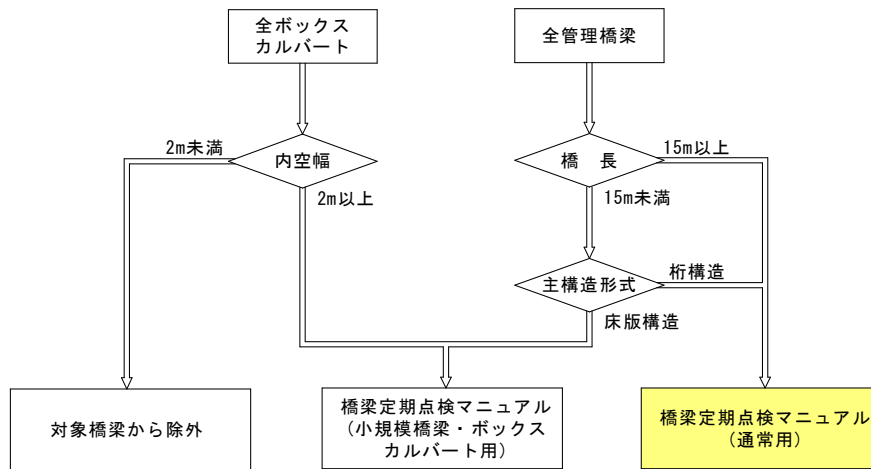 全ボックス
カルバート
全管理橋梁
2m未満
内空幅
2m以上
橋　長
15m以上
15m未満
主構造形式
桁構造
床版構造
対象橋梁から除外
橋梁定期点検マニュアル
（小規模橋梁・ボックス
カルバート用）
橋梁定期点検マニュアル
（通常用）